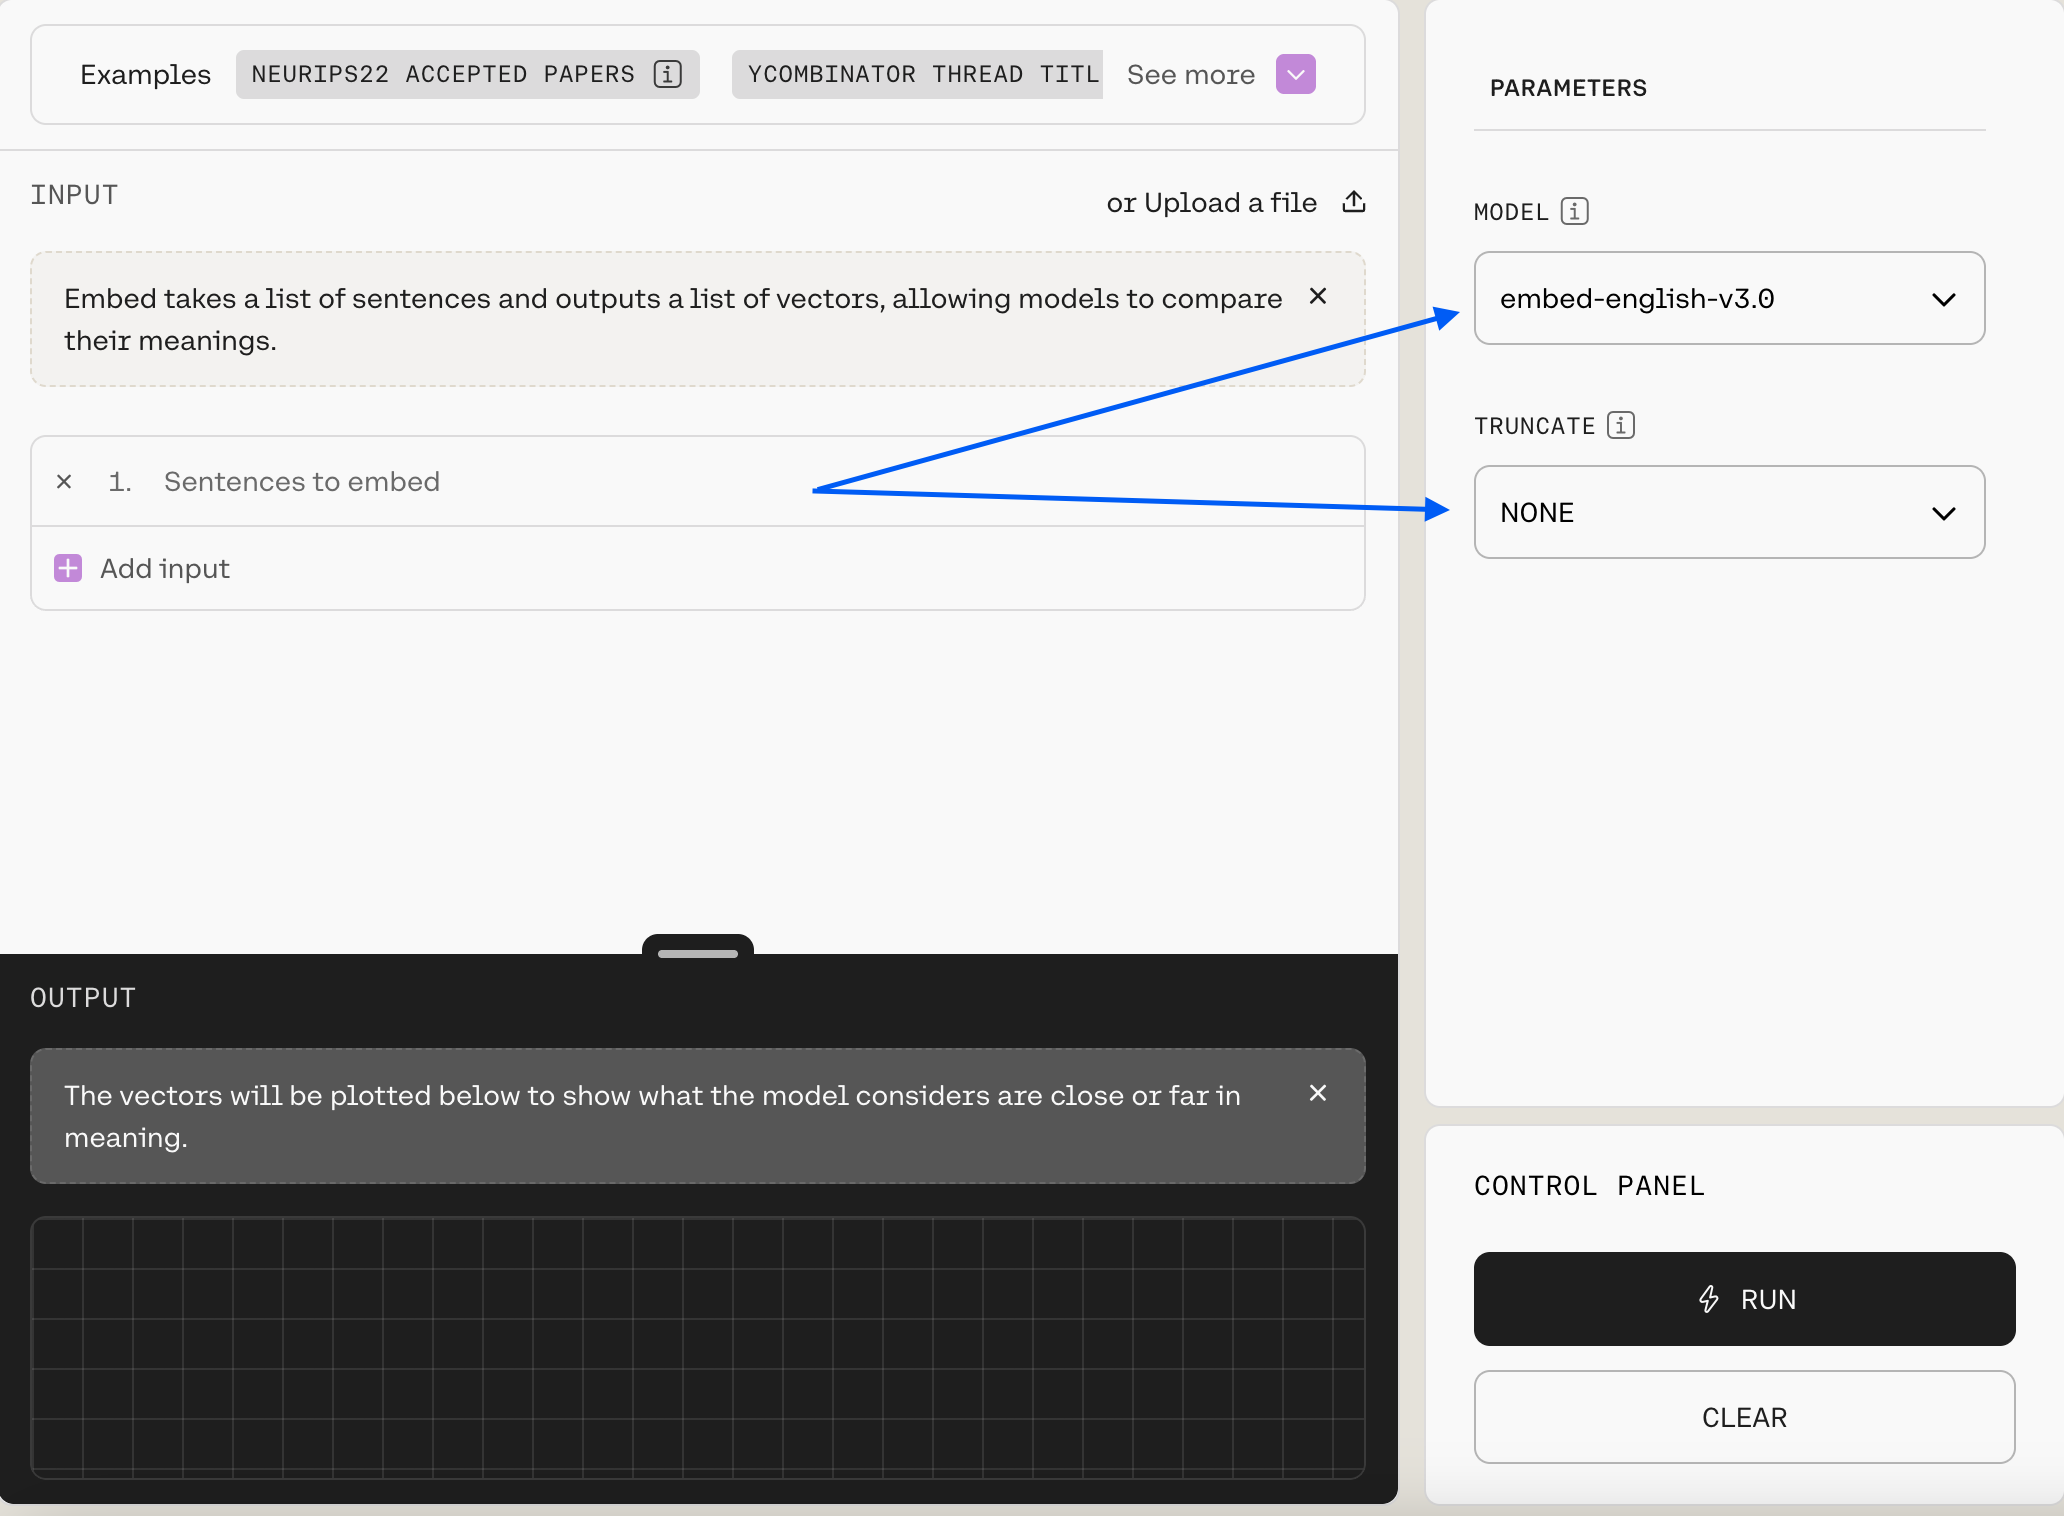 Examples NEURIPS22 ACCEPTED PAPERS i YCOMBINATOR THREAD TITL See more
INPUT
or Upload a file
Embed takes a list of sentences and outputs a list of vectors, allowing models to compare
their meanings.
1. Sentences to embed
Add input
OUTPUT
The vectors will be plotted below to show what the model considers are close or far in
meaning.
PARAMETERS
MODEL i
embed-english-v3.0
TRUNCATE i
NONE
CONTROL PANEL
RUN
CLEAR